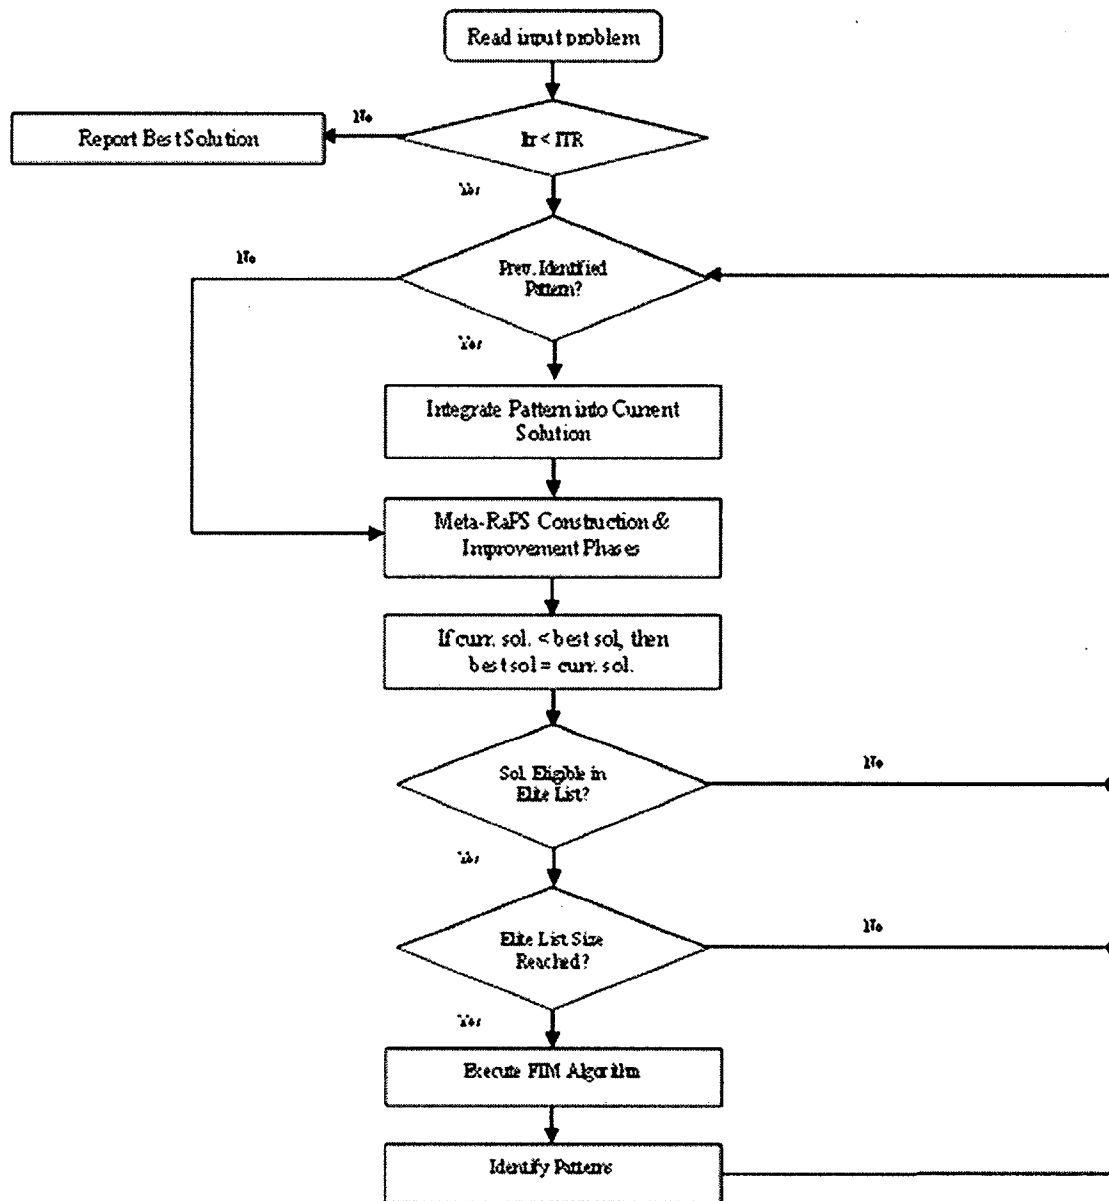 Read input problem
No
Report Best Solution
Itr < ITR
Yes
No
Prev. Identified
Pattern?
Yes
Integrate Pattern into Current
Solution
Meta-RaPS Construction &
Improvement Phases
If curr. sol. < best sol, then
best sol = curr. sol.
Sol. Eligible in
Elite List?
No
Yes
Elite List Size
Reached?
No
Yes
Execute FIM Algorithm
Identify Patterns